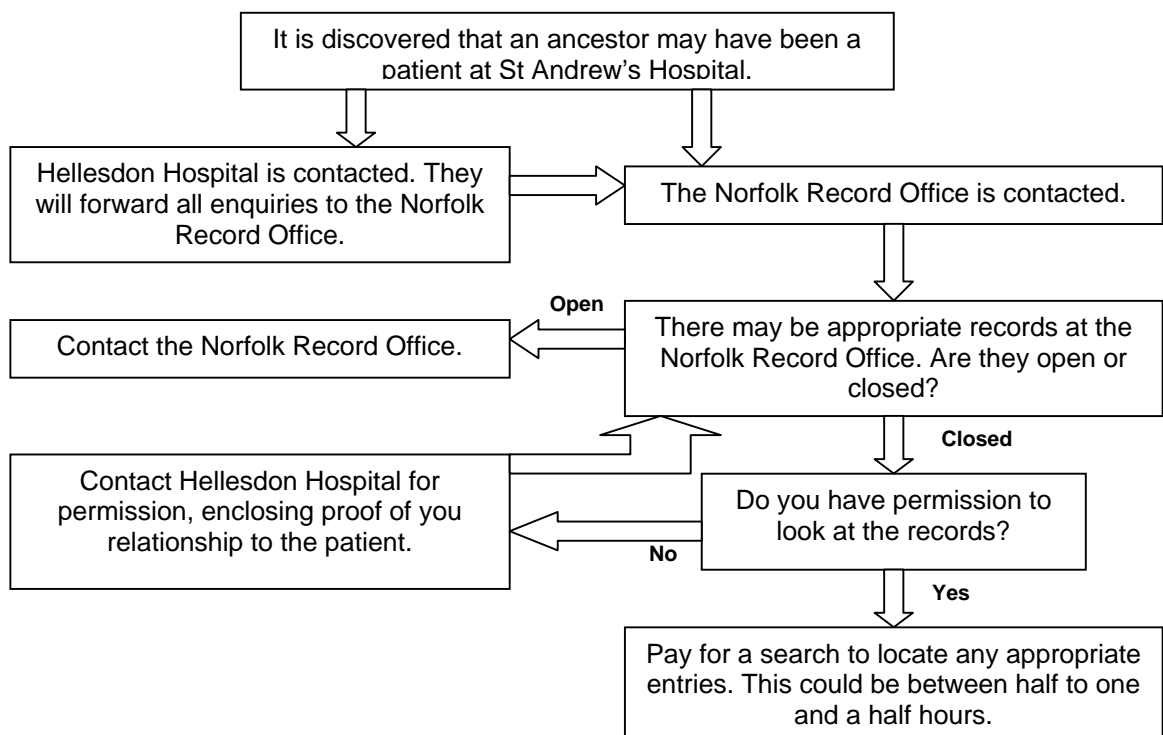 It is discovered that an ancestor may have been a
patient at St Andrew's Hospital.
Hellesdon Hospital is contacted. They
will forward all enquiries to the Norfolk
Record Office.
The Norfolk Record Office is contacted.
Open
Contact the Norfolk Record Office.
There may be appropriate records at the
Norfolk Record Office. Are they open or
closed?
Closed
Contact Hellesdon Hospital for
permission, enclosing proof of you
relationship to the patient.
Do you have permission to
look at the records?
No
Yes
Pay for a search to locate any appropriate
entries. This could be between half to one
and a half hours.